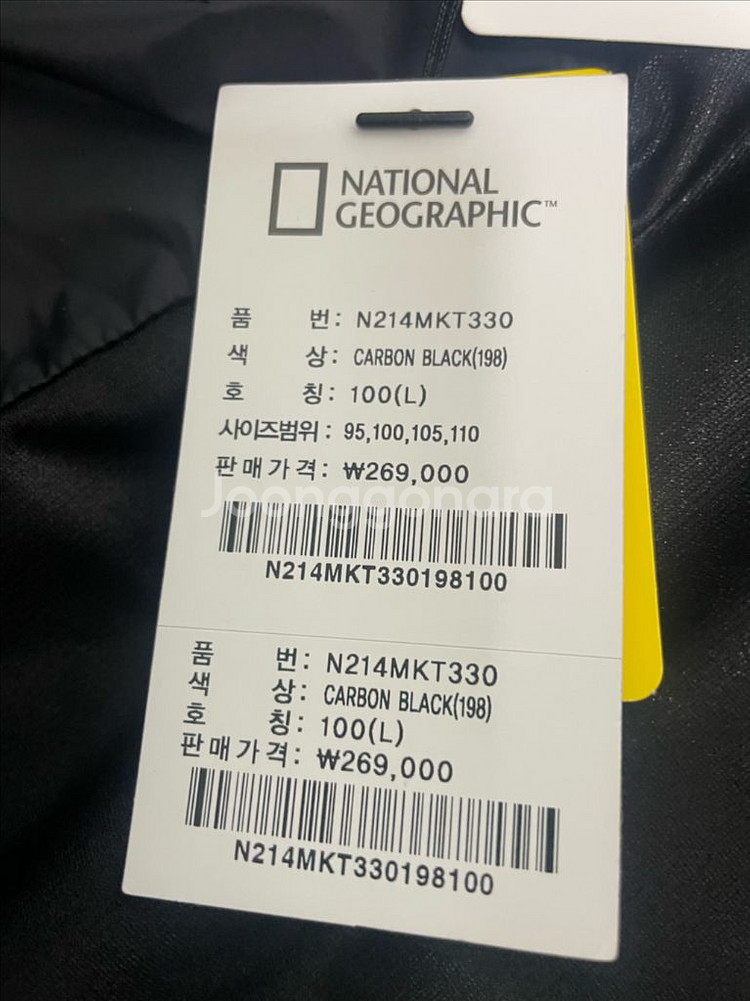 NATIONAL
GEOGRAPHIC™
품 번: N214MKT330
색 상: CARBON BLACK(198)
호 칭: 100(L)
사이즈범위: 95,100,105,110
판매가격: ₩269,000
Joonggonara
N214MKT330198100
품 번: N214MKT330
색 상: CARBON BLACK(198)
호 칭: 100(L)
판매가격: ₩269,000
N214MKT330198100